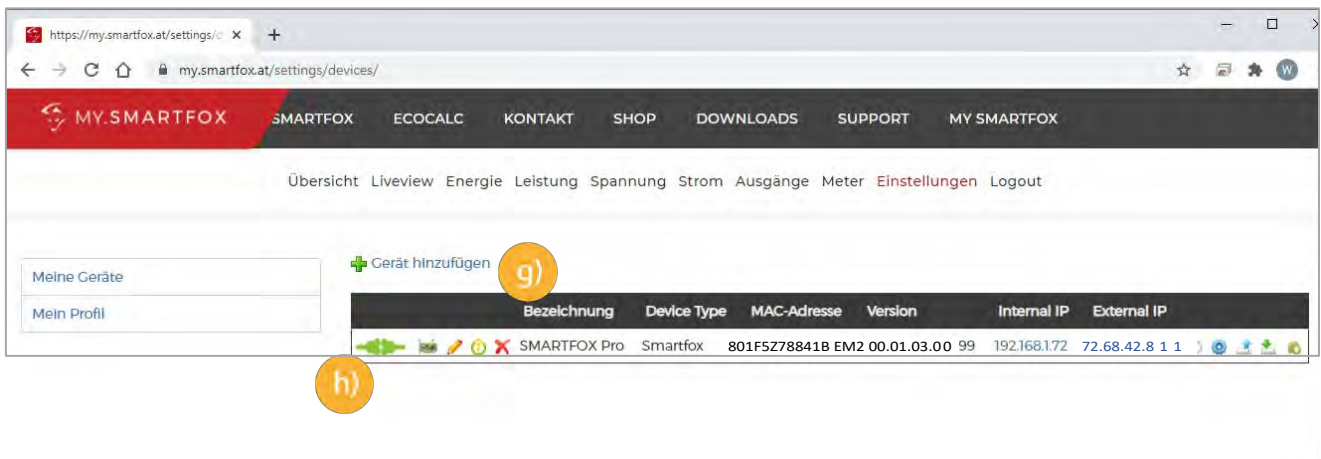 https://my.smartfox.at/settings/d
my.smartfox.at/settings/devices/
W
MY.SMARTFOX SMARTFOX ECOCALC KONTAKT SHOP DOWNLOADS SUPPORT MY SMARTFOX
Übersicht Liveview Energie Leistung Spannung Strom Ausgänge Meter Einstellungen Logout
Gerät hinzufügen g)
Meine Geräte
Mein Profil
Bezeichnung Device Type MAC-Adresse Version Internal IP External IP
SMARTFOX Pro Smartfox 801F5Z78841B EM2 00.01.03.00 99 192.168.1.72 72.68.42.8 1 1
h)